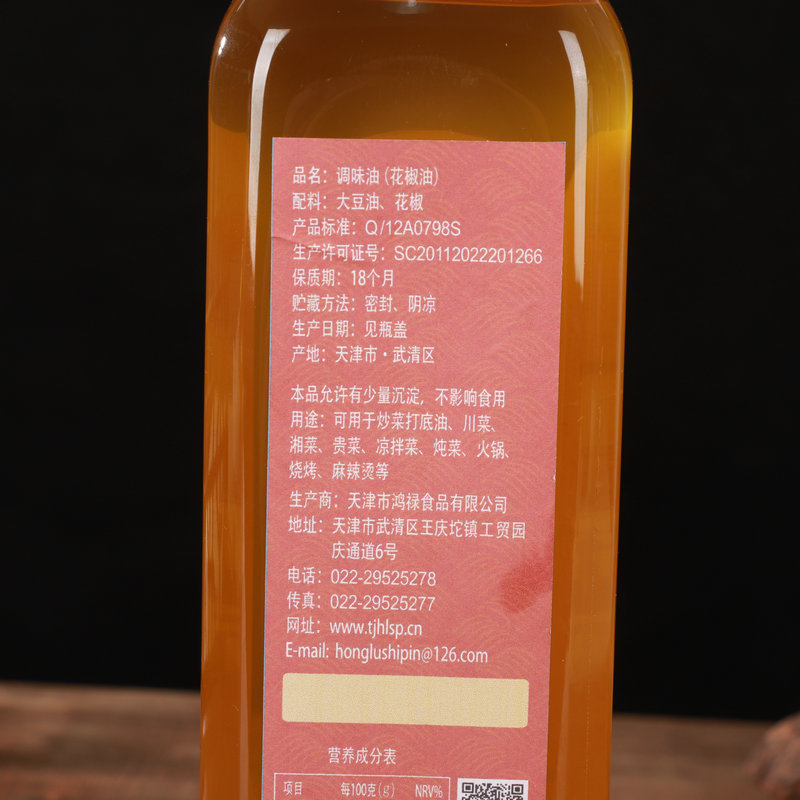 品名：调味油（花椒油）
配料：大豆油、花椒
产品标准：Q/12A0798S
生产许可证号：SC20112022201266
保质期：18个月
贮藏方法：密封、阴凉
生产日期：见瓶盖
产地：天津市·武清区
本品允许有少量沉淀，不影响食用
用途：可用于炒菜打底油、川菜、
湘菜、贵菜、凉拌菜、炖菜、火锅、
烧烤、麻辣烫等
生产商：天津市鸿禄食品有限公司
地址：天津市武清区王庆坨镇工贸园
庆通道6号
电话：022-29525278
传真：022-29525277
网址：www.tjhlsp.cn
E-mail: honglushipin@126.com
营养成分表
项目 每100克(g) NRV%